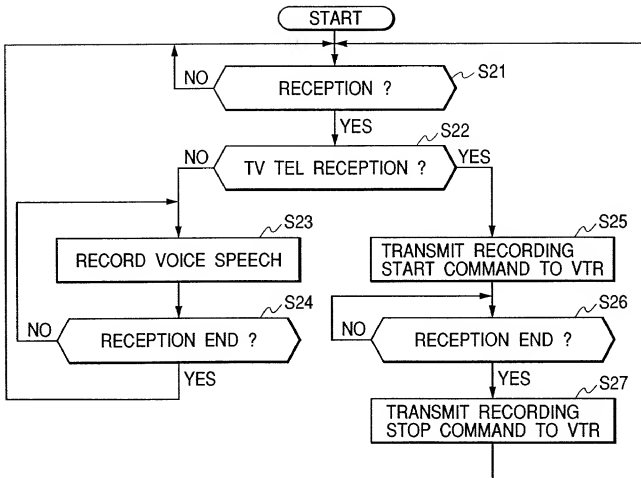 START
NO
RECEPTION ?
S21
YES
S22
NO
TV TEL RECEPTION ?
YES
S23
RECORD VOICE SPEECH
S25
TRANSMIT RECORDING
START COMMAND TO VTR
S24
NO
RECEPTION END ?
YES
S26
NO
RECEPTION END ?
YES
S27
TRANSMIT RECORDING
STOP COMMAND TO VTR